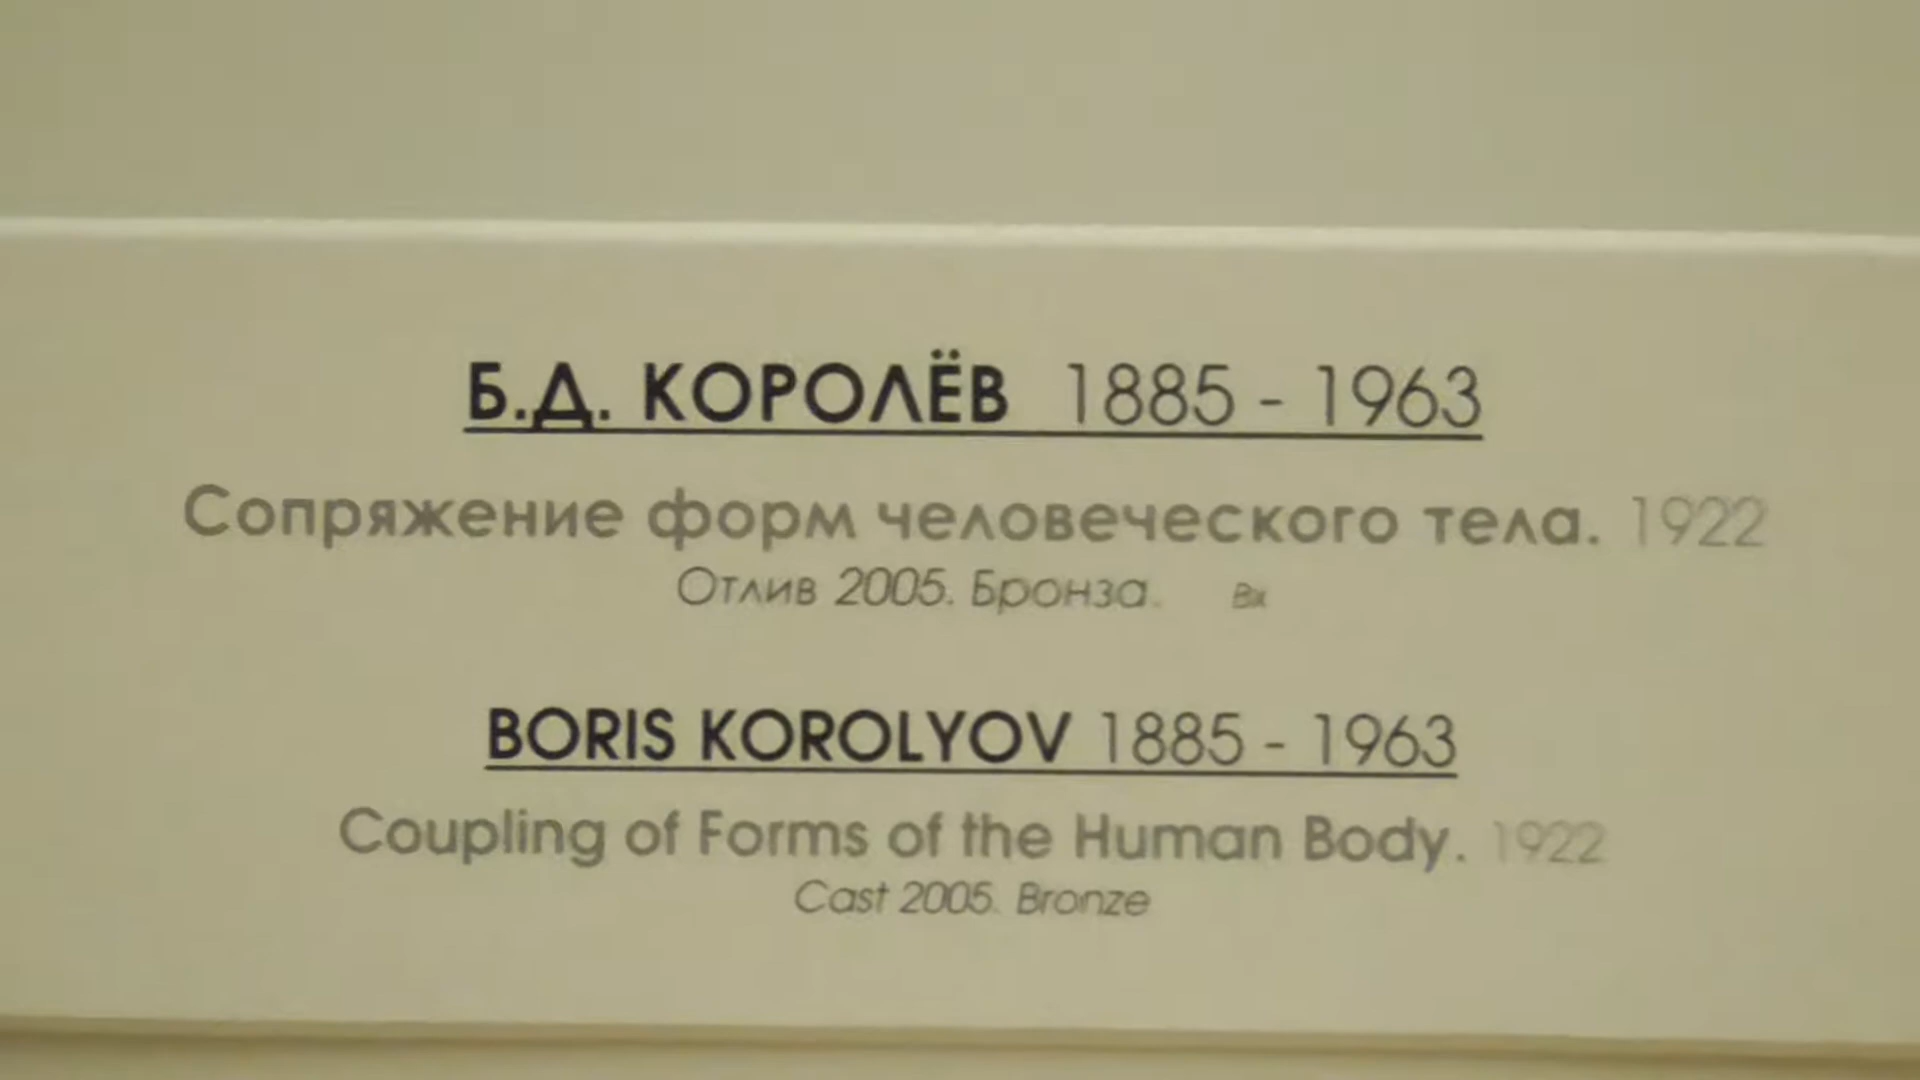 Б.Д. КОРОЛЁВ 1885 - 1963
Сопряжение форм человеческого тела. 1922
Отлив 2005. Бронза. Вх
BORIS KOROLYOV 1885 - 1963
Coupling of Forms of the Human Body. 1922
Cast 2005. Bronze